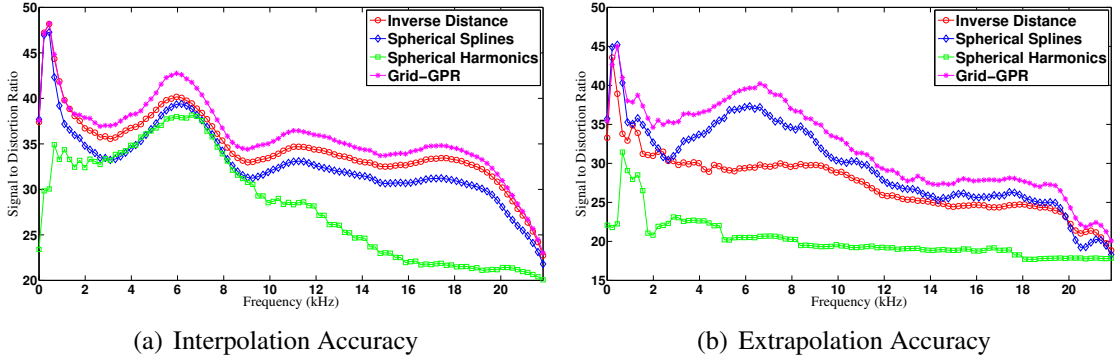 50
45
40
35
30
25
20
0 2 4 6 8 10 12 14 16 18 20
Signal to Distortion Ratio
Frequency (kHz)
Inverse Distance
Spherical Splines
Spherical Harmonics
Grid−GPR
(a) Interpolation Accuracy
50
45
40
35
30
25
20
15
0 2 4 6 8 10 12 14 16 18 20
Signal to Distortion Ratio
Frequency (kHz)
Inverse Distance
Spherical Splines
Spherical Harmonics
Grid−GPR
(b) Extrapolation Accuracy